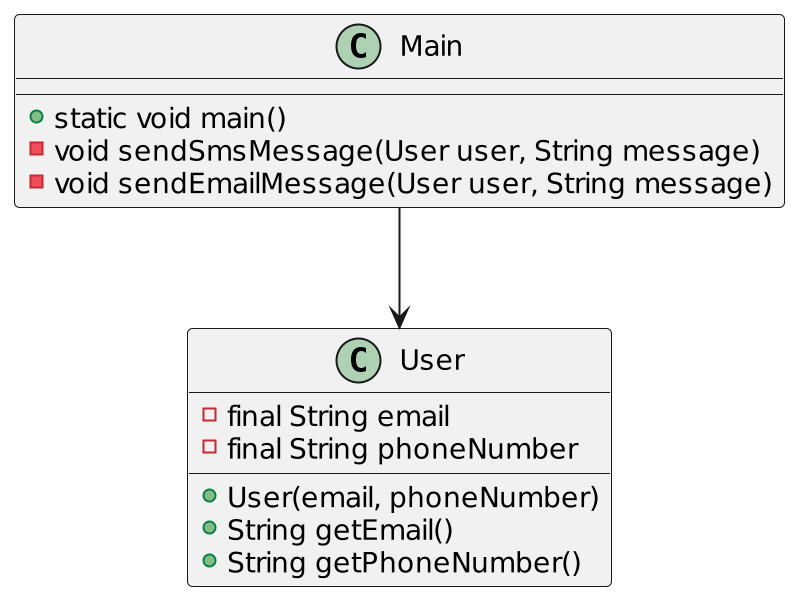 C Main
static void main()
void sendSmsMessage(User user, String message)
void sendEmailMessage(User user, String message)
C User
final String email
final String phoneNumber
User(email, phoneNumber)
String getEmail()
String getPhoneNumber()